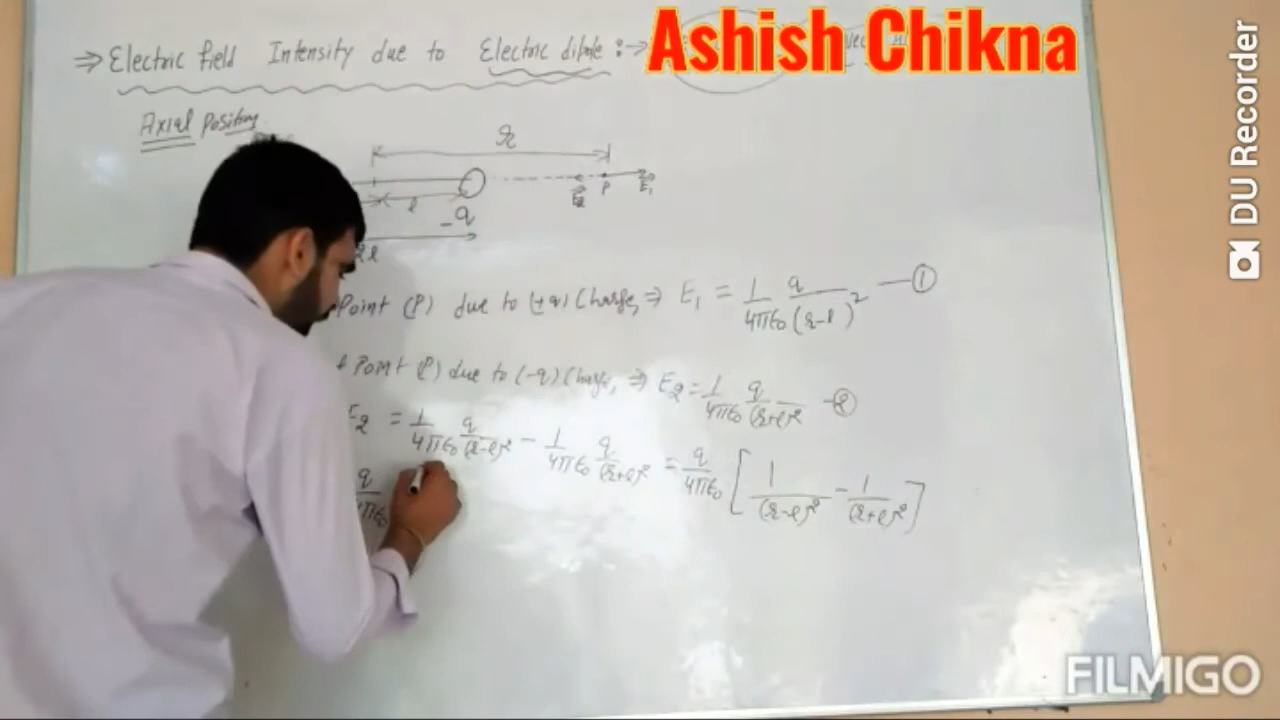 Ashish Chikna
⇒ Electric field Intensity due to Electric dipole :→
Axial Position
r
E₂ P E₁
l
-q
2l
Point (P) due to (+q) Charge, ⇒ E₁ = 1/4πϵ₀ q/(r-l)² —①
Point (P) due to (-q) Charge, ⇒ E₂ = 1/4πϵ₀ q/(r+l)² -②
E₂ = 1/4πϵ₀ q/(r-l)² - 1/4πϵ₀ q/(r+l)² = q/4πϵ₀ [1/(r-l)² - 1/(r+l)²]
q/4πϵ₀
DU Recorder
FILMIGO